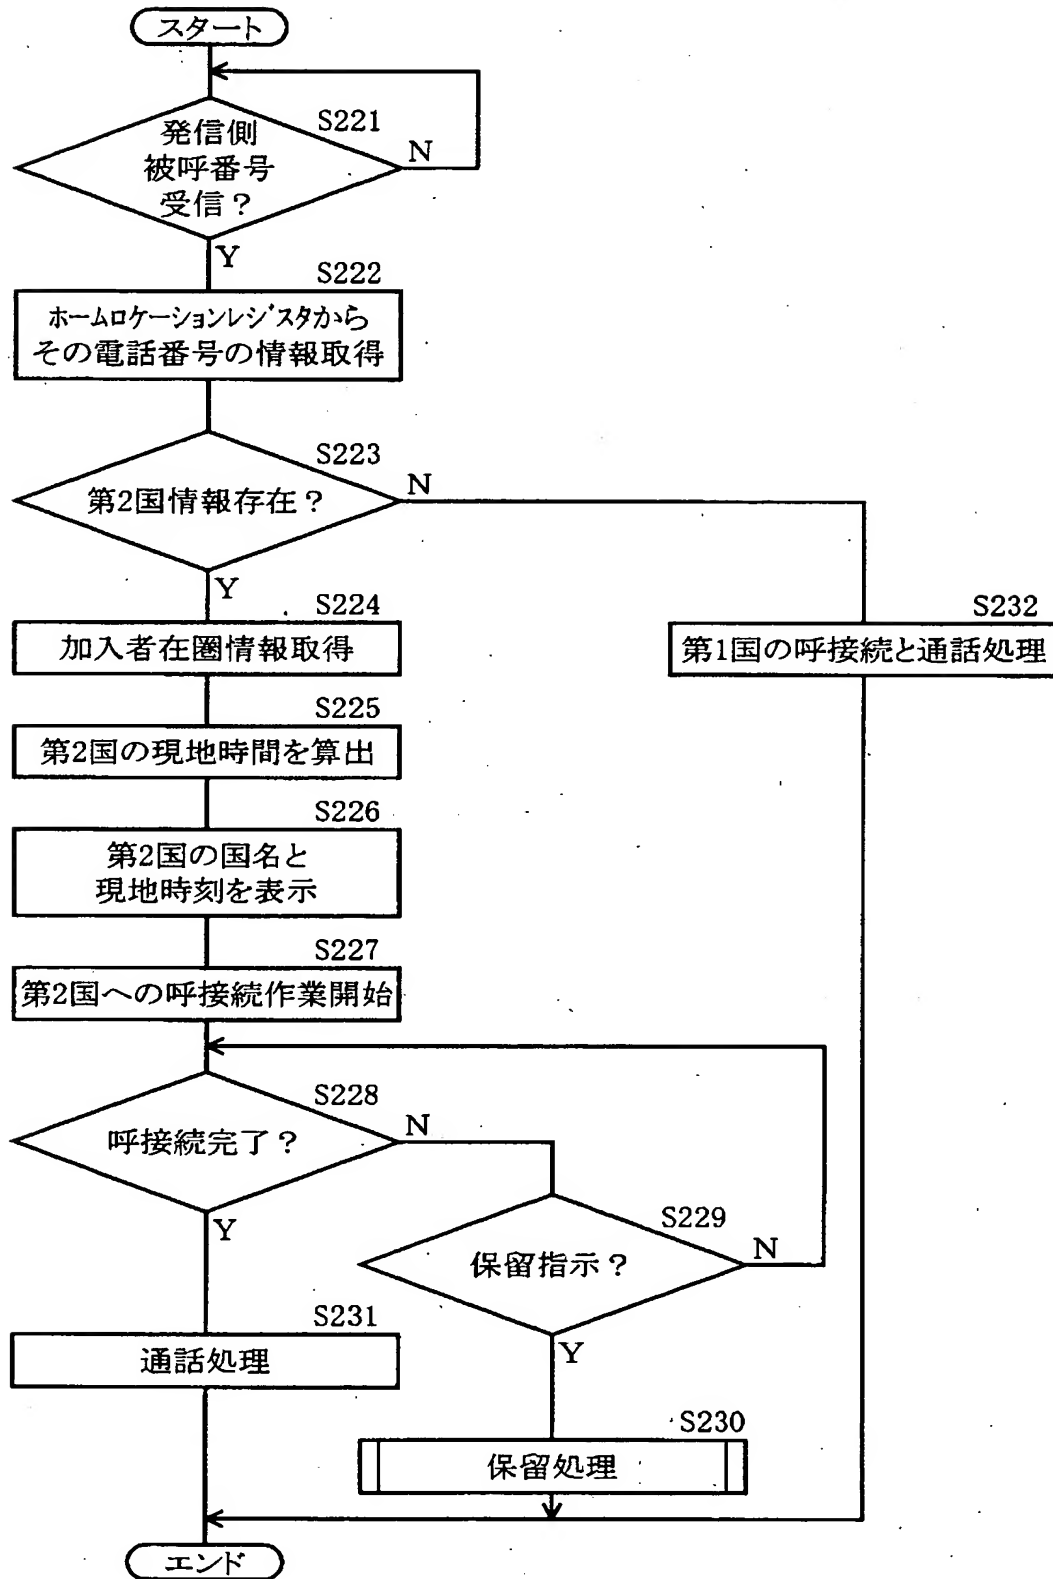 スタート
S221
発信側
被呼番号
受信?
N
Y
S222
ホームロケーションレジスタから
その電話番号の情報取得
S223
第2国情報存在?
N
Y
S224
加入者在圏情報取得
S232
第1国の呼接続と通話処理
S225
第2国の現地時間を算出
S226
第2国の国名と
現地時刻を表示
S227
第2国への呼接続作業開始
S228
呼接続完了?
N
Y
S229
保留指示?
N
Y
S231
通話処理
S230
保留処理
エンド